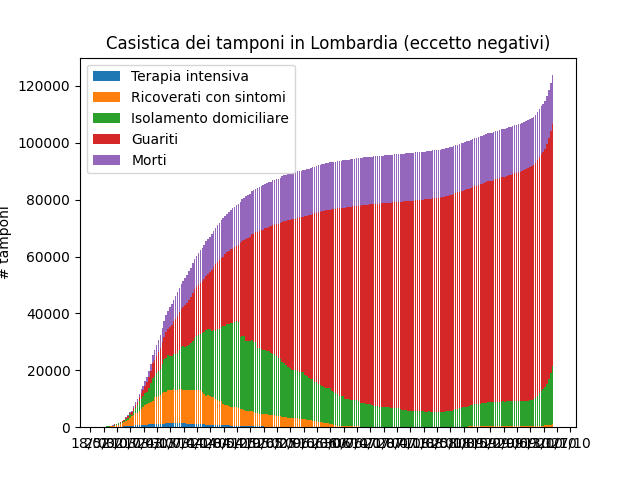 Casistica dei tamponi in Lombardia (eccetto negativi)
Terapia intensiva
Ricoverati con sintomi
Isolamento domiciliare
Guariti
Morti
120000
100000
80000
60000
40000
20000
0
# tamponi